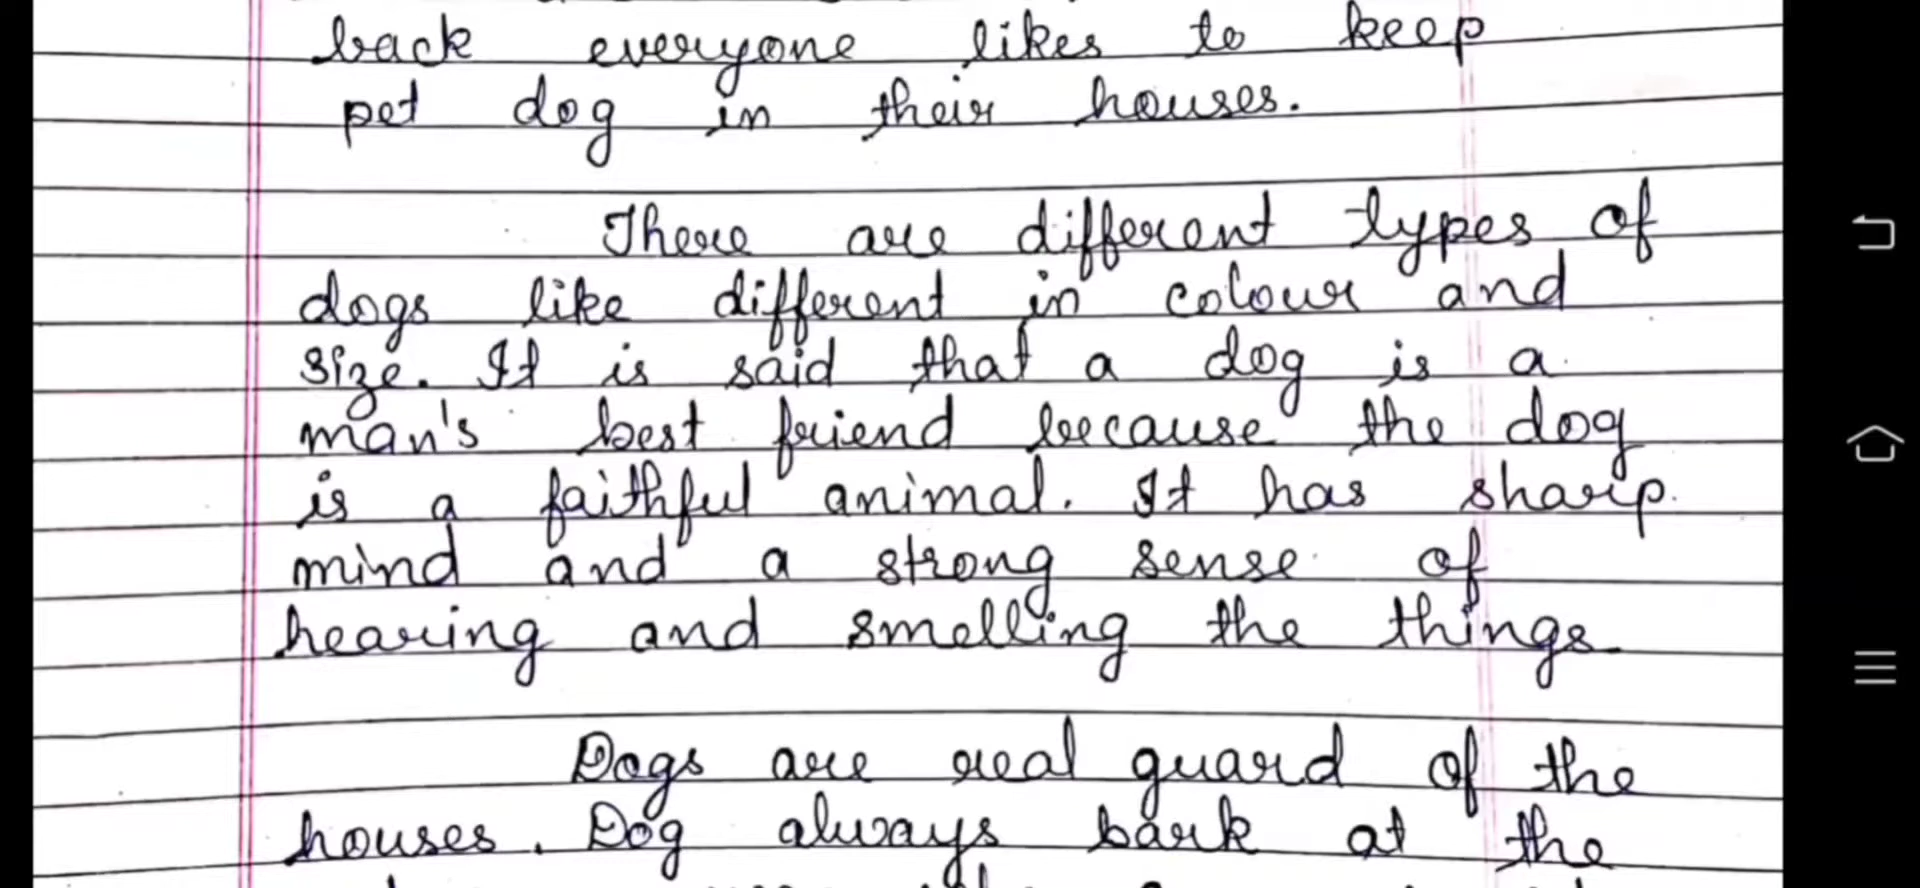 back everyone likes to keep
pet dog in their houses.
There are different types of
dogs like different in colour and
size. It is said that a dog is a
man's best friend because the dog
is a faithful animal. It has sharp
mind and a strong sense of
hearing and smelling the things.
Dogs are real guard of the
houses. Dog always bark at the